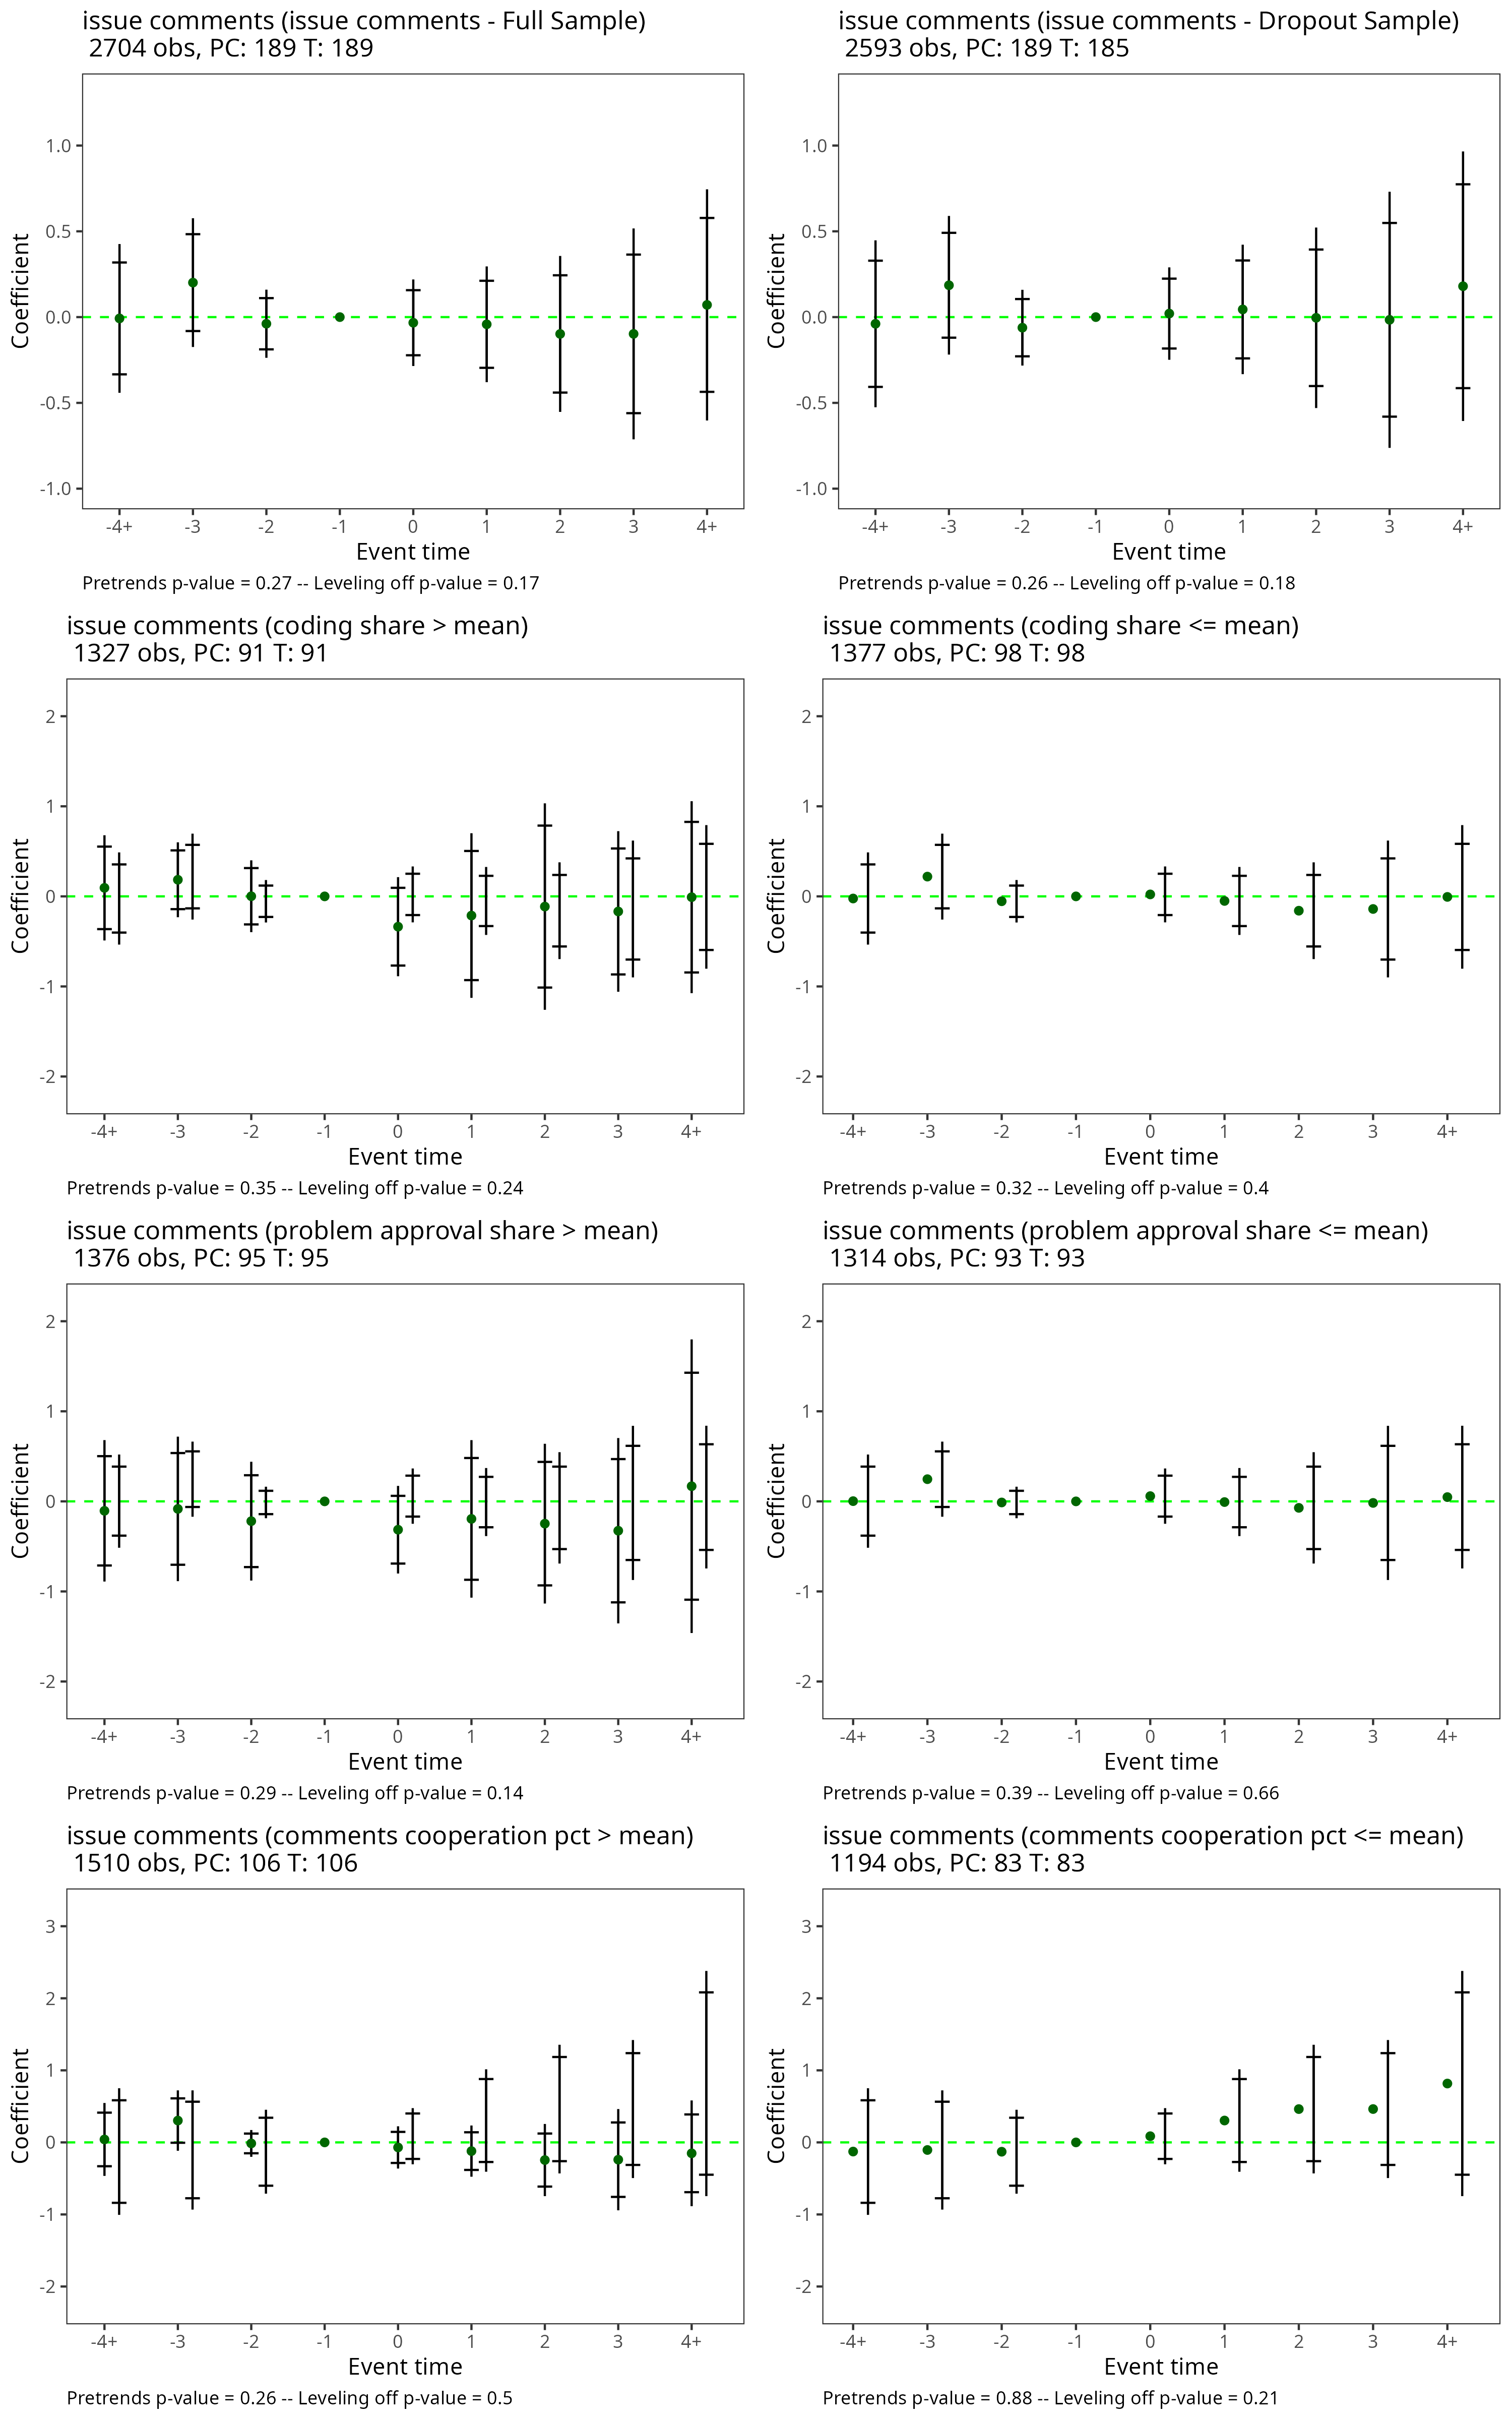 issue comments (issue comments - Full Sample)
2704 obs, PC: 189 T: 189
1.0
0.5
0.0
-0.5
-1.0
Coefficient
-4+ -3 -2 -1 0 1 2 3 4+
Event time
Pretrends p-value = 0.27 -- Leveling off p-value = 0.17
issue comments (issue comments - Dropout Sample)
2593 obs, PC: 189 T: 185
1.0
0.5
0.0
-0.5
-1.0
Coefficient
-4+ -3 -2 -1 0 1 2 3 4+
Event time
Pretrends p-value = 0.26 -- Leveling off p-value = 0.18
issue comments (coding share > mean)
1327 obs, PC: 91 T: 91
2
1
0
-1
-2
Coefficient
-4+ -3 -2 -1 0 1 2 3 4+
Event time
Pretrends p-value = 0.35 -- Leveling off p-value = 0.24
issue comments (coding share <= mean)
1377 obs, PC: 98 T: 98
2
1
0
-1
-2
Coefficient
-4+ -3 -2 -1 0 1 2 3 4+
Event time
Pretrends p-value = 0.32 -- Leveling off p-value = 0.4
issue comments (problem approval share > mean)
1376 obs, PC: 95 T: 95
2
1
0
-1
-2
Coefficient
-4+ -3 -2 -1 0 1 2 3 4+
Event time
Pretrends p-value = 0.29 -- Leveling off p-value = 0.14
issue comments (problem approval share <= mean)
1314 obs, PC: 93 T: 93
2
1
0
-1
-2
Coefficient
-4+ -3 -2 -1 0 1 2 3 4+
Event time
Pretrends p-value = 0.39 -- Leveling off p-value = 0.66
issue comments (comments cooperation pct > mean)
1510 obs, PC: 106 T: 106
3
2
1
0
-1
-2
Coefficient
-4+ -3 -2 -1 0 1 2 3 4+
Event time
Pretrends p-value = 0.26 -- Leveling off p-value = 0.5
issue comments (comments cooperation pct <= mean)
1194 obs, PC: 83 T: 83
3
2
1
0
-1
-2
Coefficient
-4+ -3 -2 -1 0 1 2 3 4+
Event time
Pretrends p-value = 0.88 -- Leveling off p-value = 0.21